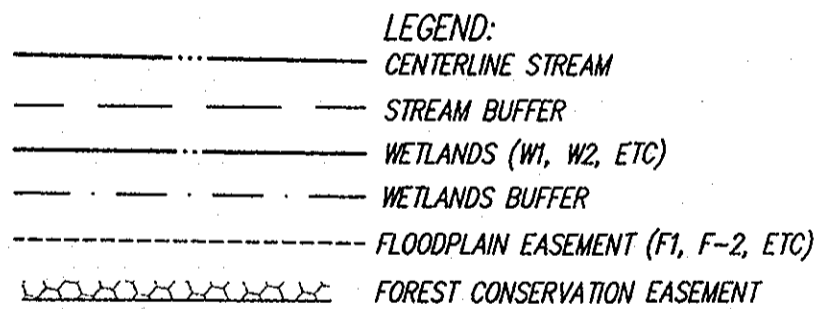 LEGEND:
CENTERLINE STREAM
STREAM BUFFER
WETLANDS (W1, W2, ETC)
WETLANDS BUFFER
FLOODPLAIN EASEMENT (F1, F-2, ETC)
FOREST CONSERVATION EASEMENT